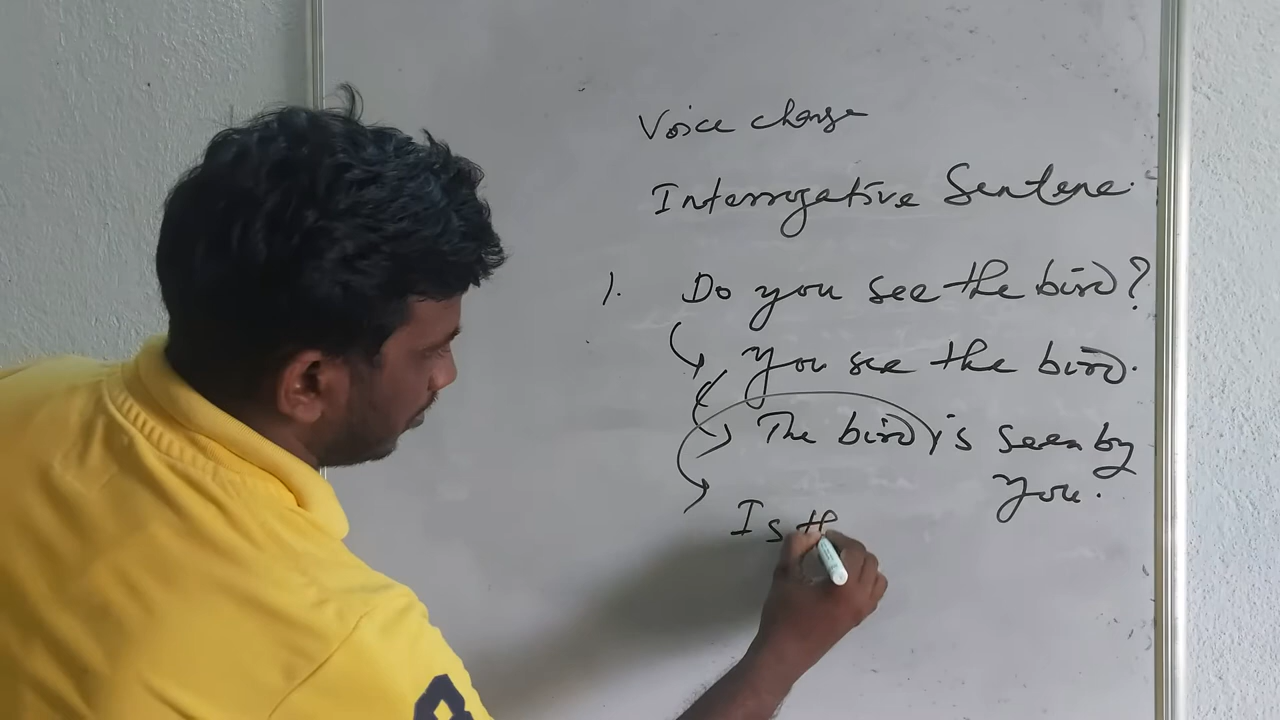 Voice change
Interrogative Sentence.
1. Do you see the bird?
You see the bird.
The bird is seen by
you.
Is th